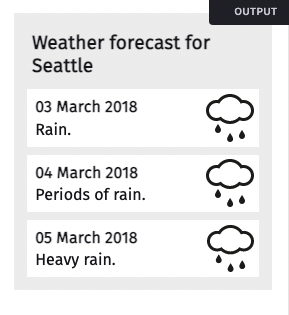 OUTPUT
Weather forecast for
Seattle
03 March 2018
Rain.
04 March 2018
Periods of rain.
05 March 2018
Heavy rain.